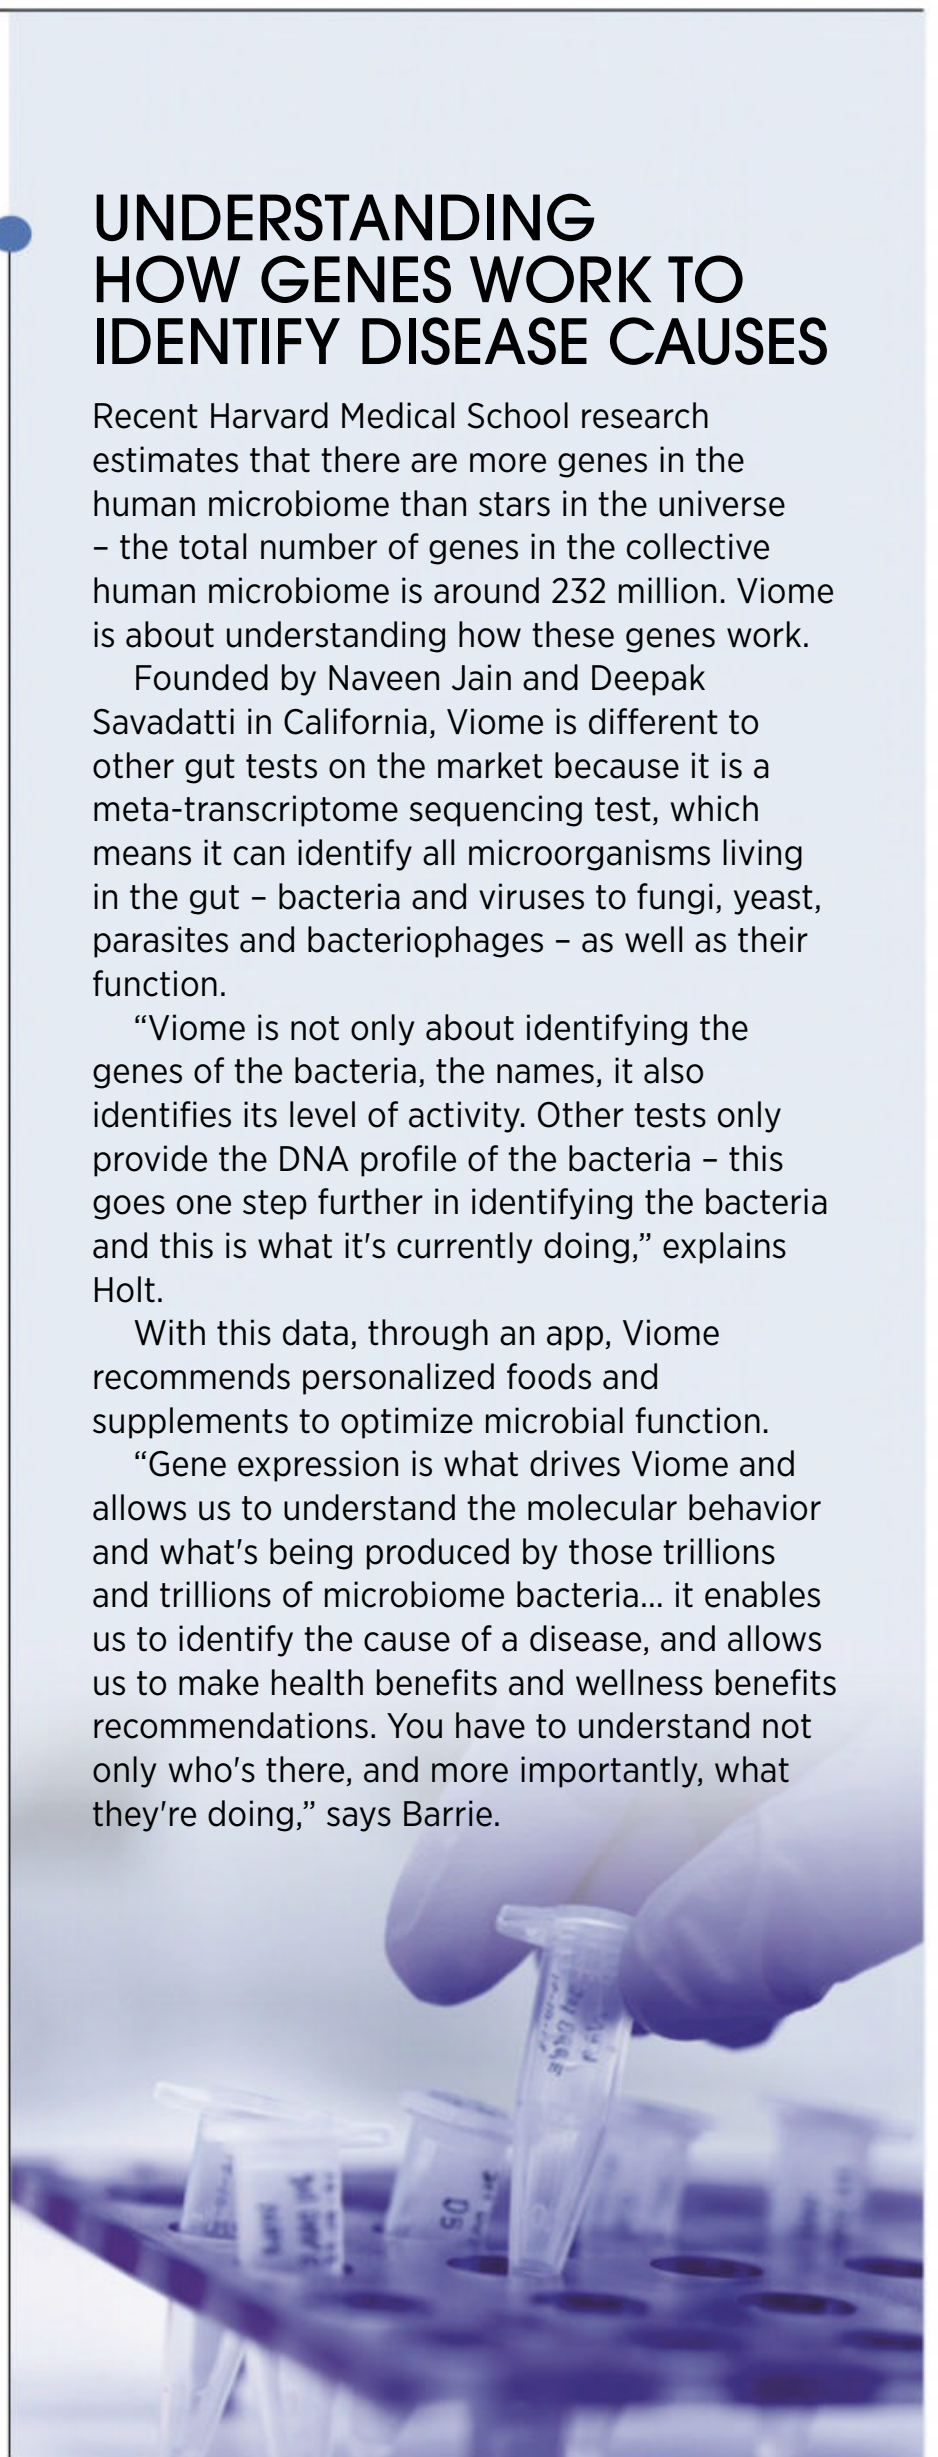 UNDERSTANDING
HOW GENES WORK TO
IDENTIFY DISEASE CAUSES
Recent Harvard Medical School research
estimates that there are more genes in the
human microbiome than stars in the universe
– the total number of genes in the collective
human microbiome is around 232 million. Viome
is about understanding how these genes work.
Founded by Naveen Jain and Deepak
Savadatti in California, Viome is different to
other gut tests on the market because it is a
meta-transcriptome sequencing test, which
means it can identify all microorganisms living
in the gut – bacteria and viruses to fungi, yeast,
parasites and bacteriophages – as well as their
function.
“Viome is not only about identifying the
genes of the bacteria, the names, it also
identifies its level of activity. Other tests only
provide the DNA profile of the bacteria – this
goes one step further in identifying the bacteria
and this is what it's currently doing,” explains
Holt.
With this data, through an app, Viome
recommends personalized foods and
supplements to optimize microbial function.
“Gene expression is what drives Viome and
allows us to understand the molecular behavior
and what's being produced by those trillions
and trillions of microbiome bacteria... it enables
us to identify the cause of a disease, and allows
us to make health benefits and wellness benefits
recommendations. You have to understand not
only who's there, and more importantly, what
they're doing,” says Barrie.